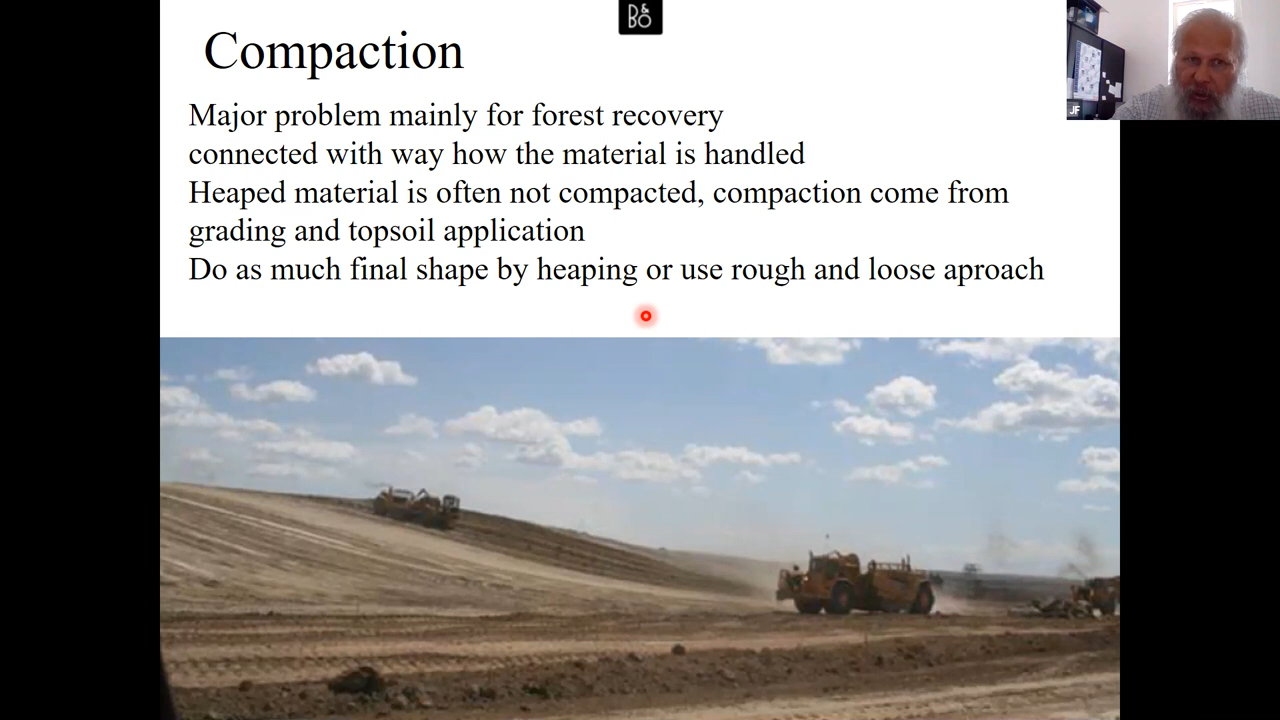 B&O
Compaction
Major problem mainly for forest recovery
connected with way how the material is handled
Heaped material is often not compacted, compaction come from
grading and topsoil application
Do as much final shape by heaping or use rough and loose aproach
JF